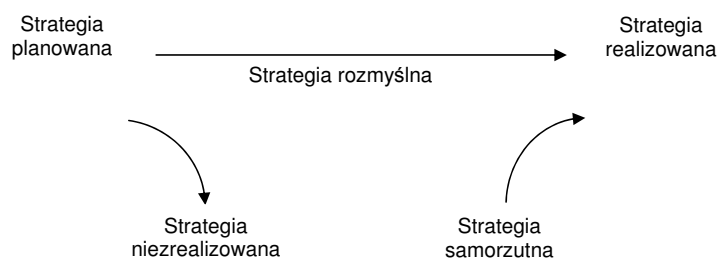 Strategia
planowana
Strategia rozmyślna
Strategia
realizowana
Strategia
niezrealizowana
Strategia
samorzutna